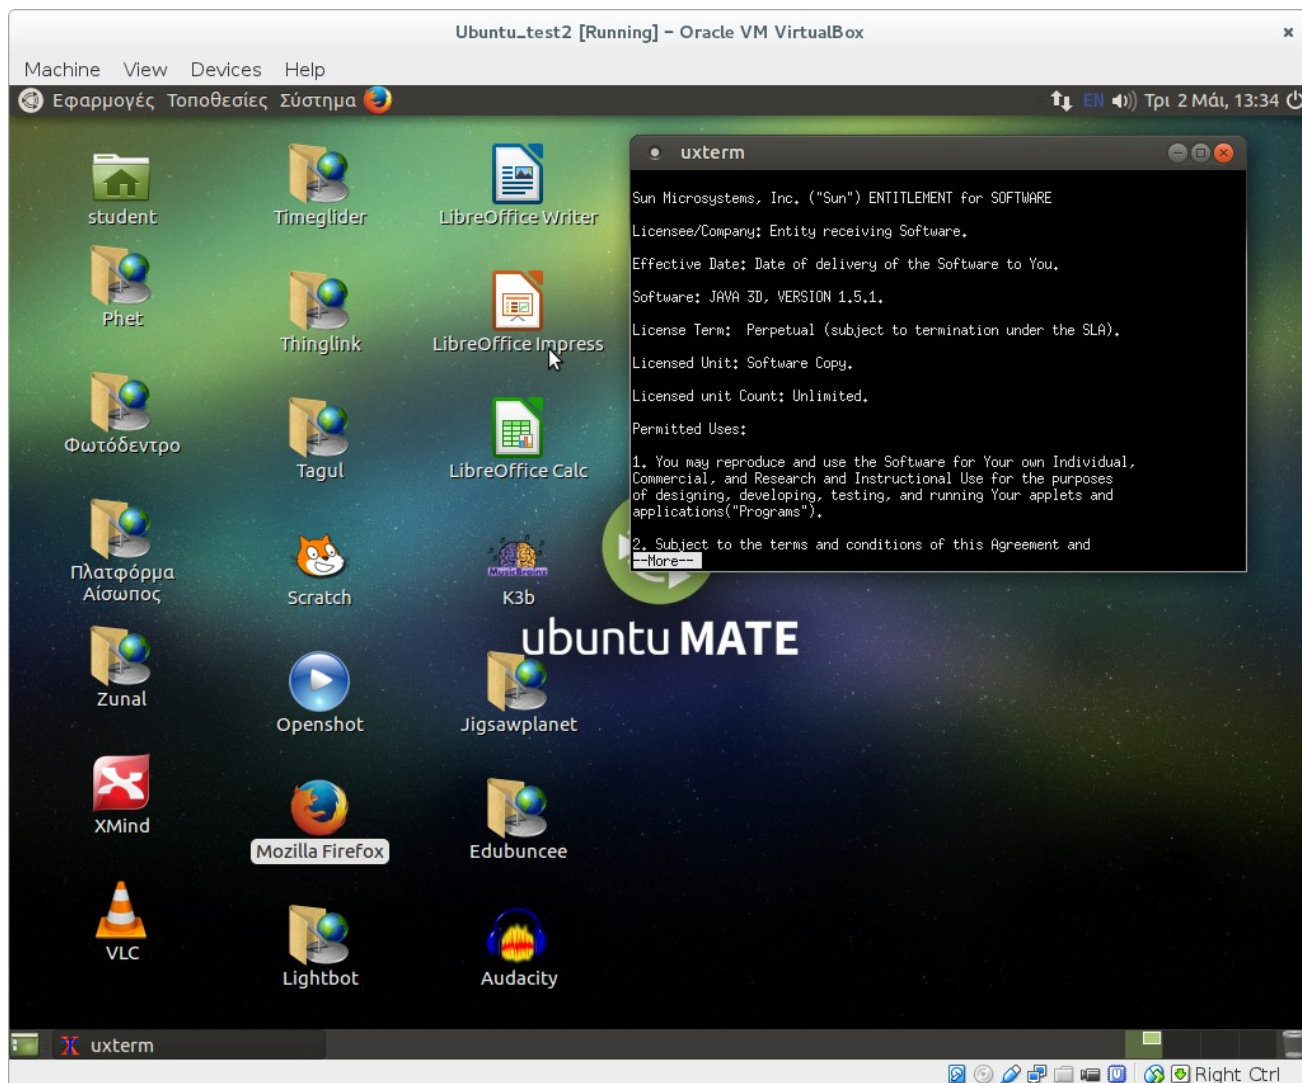 Ubuntu_test2 [Running] – Oracle VM VirtualBox
Machine View Devices Help
Εφαρμογές Τοποθεσίες Σύστημα
EN Τρι 2 Μάι, 13:34
student
Timeglider
LibreOffice Writer
Phet
Thinglink
LibreOffice Impress
Φωτόδεντρο
Tagul
LibreOffice Calc
Πλατφόρμα
Αίσωπος
Scratch
MusicBrainz
K3b
Zunal
Openshot
Jigsawplanet
XMind
Mozilla Firefox
Edubuncee
VLC
Lightbot
Audacity
ubuntu MATE
uxterm
Sun Microsystems, Inc. ("Sun") ENTITLEMENT for SOFTWARE
Licensee/Company: Entity receiving Software.
Effective Date: Date of delivery of the Software to You.
Software: JAVA 3D, VERSION 1.5.1.
License Term:  Perpetual (subject to termination under the SLA).
Licensed Unit: Software Copy.
Licensed unit Count: Unlimited.
Permitted Uses:
1. You may reproduce and use the Software for Your own Individual,
Commercial, and Research and Instructional Use for the purposes
of designing, developing, testing, and running Your applets and
applications("Programs").
2. Subject to the terms and conditions of this Agreement and
--More--
uxterm
Right Ctrl